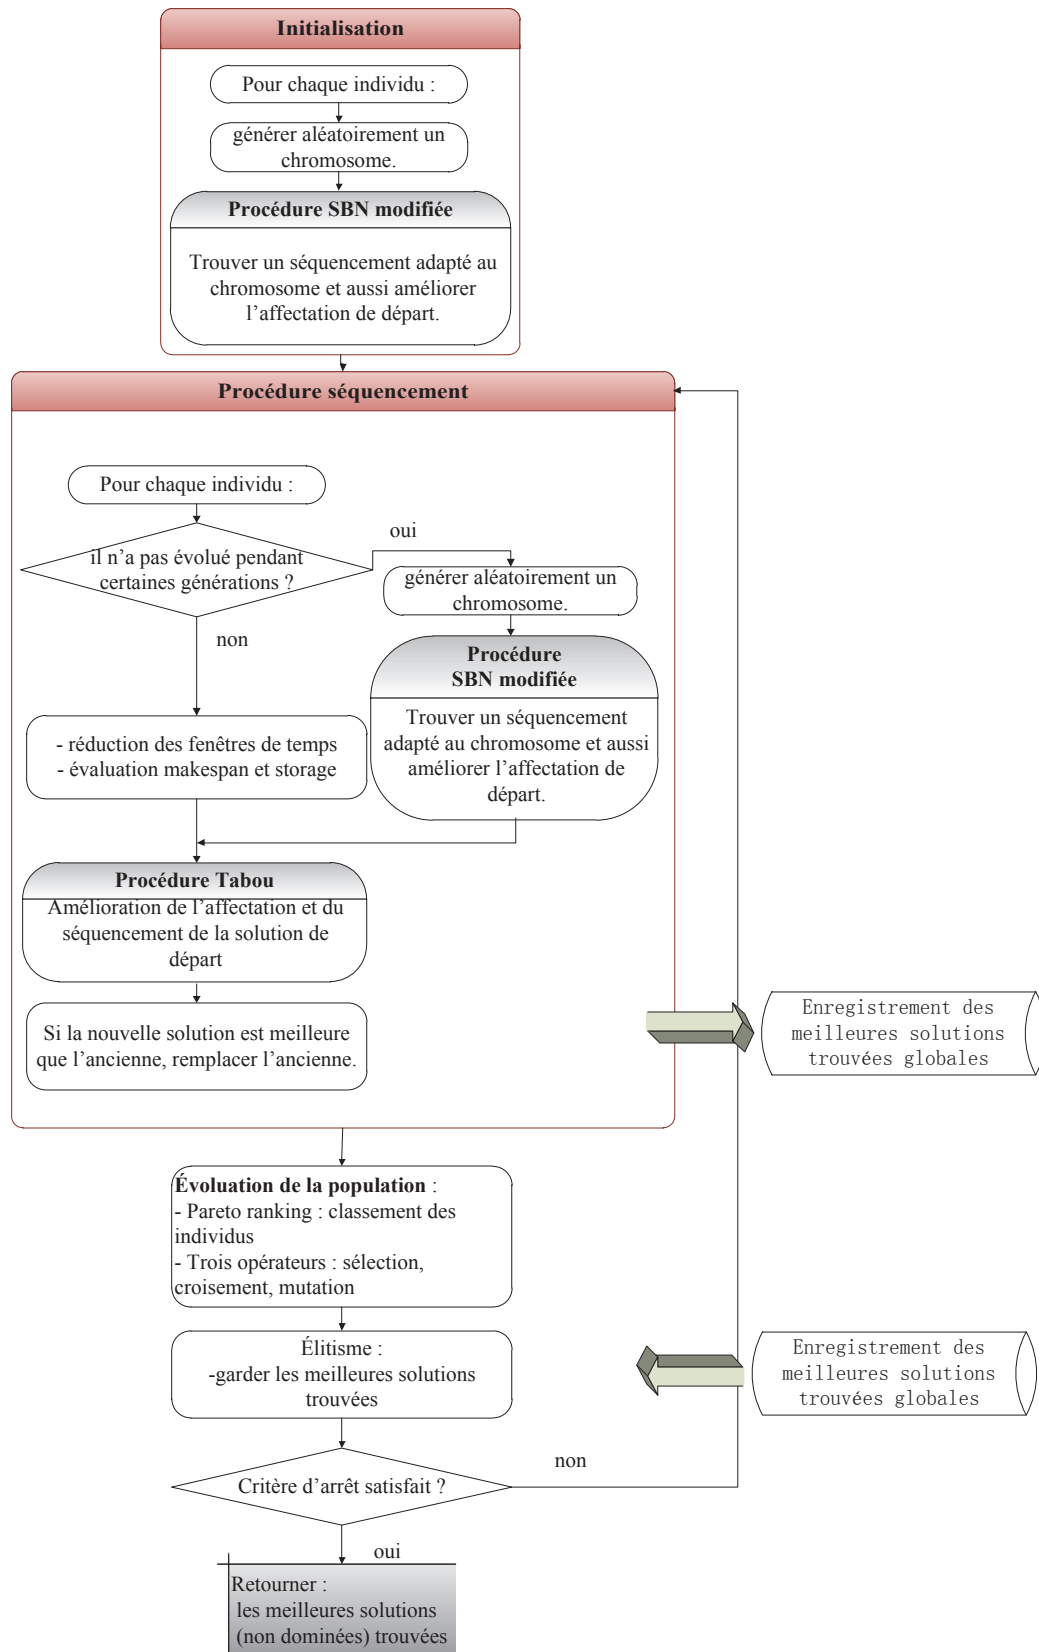 Initialisation
Pour chaque individu :
générer aléatoirement un
chromosome.
Procédure SBN modifiée
Trouver un séquencement adapté au
chromosome et aussi améliorer
l’affectation de départ.
Procédure séquencement
Pour chaque individu :
oui
il n'a pas évolué pendant
certaines générations ?
générer aléatoirement un
chromosome.
non
Procédure
SBN modifiée
Trouver un séquencement
adapté au chromosome et aussi
améliorer l’affectation de
départ.
- réduction des fenêtres de temps
- évaluation makespan et storage
Procédure Tabou
Amélioration de l’affectation et du
séquencement de la solution de
départ
Si la nouvelle solution est meilleure
que l’ancienne, remplacer l’ancienne.
Enregistrement des
meilleures solutions
trouvées globales
Évolution de la population :
- Pareto ranking : classement des
individus
- Trois opérateurs : sélection,
croisement, mutation
Élitisme :
-garder les meilleures solutions
trouvées
Enregistrement des
meilleures solutions
trouvées globales
non
Critère d’arrêt satisfait ?
oui
Retourner :
les meilleures solutions
(non dominées) trouvées